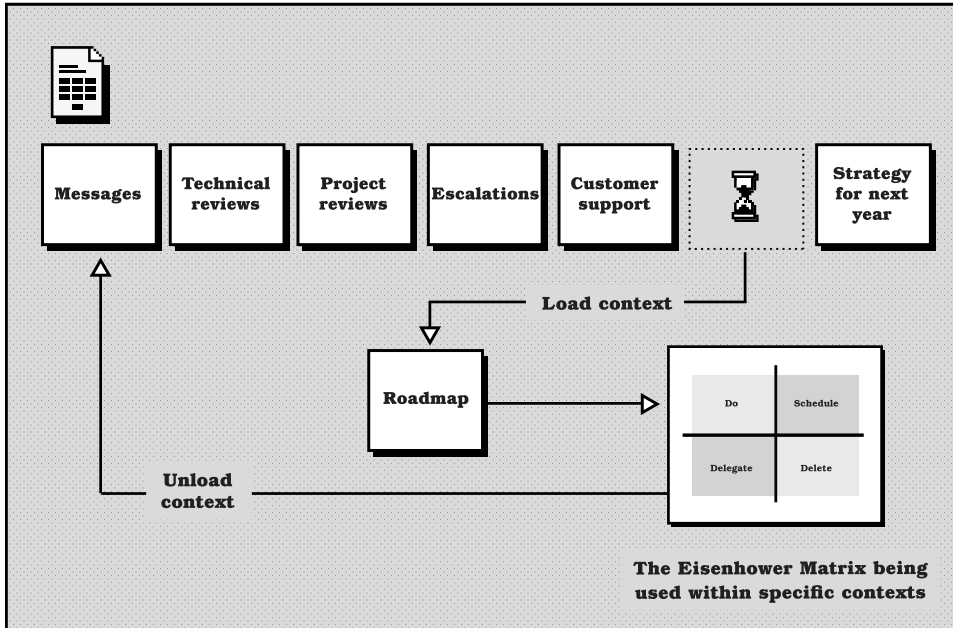 Messages
Technical
reviews
Project
reviews
Escalations
Customer
support
Strategy
for next
year
Load context
Roadmap
Do
Schedule
Delegate
Delete
Unload
context
The Eisenhower Matrix being
used within specific contexts